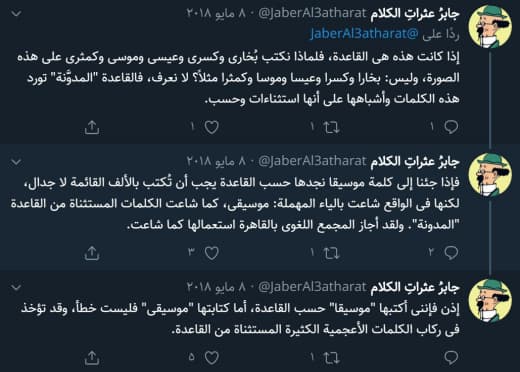 جابرُ عثراتِ الكلام @JaberAl3atharat · ٨ مايو ٢٠١٨
ردًا على @JaberAl3atharat
إذا كانت هذه هى القاعدة، فلماذا نكتب بُخارى وكسرى وعيسى وموسى وكمثرى على هذه
الصورة، وليس: بخارا وكسرا وعيسا وموسا وكمثرا مثلاً؟ لا نعرف، فالقاعدة "المدوَّنة" تورد
هذه الكلمات وأشباهها على أنها استثناءات وحسب.
١ ١ ١
جابرُ عثراتِ الكلام @JaberAl3atharat · ٨ مايو ٢٠١٨
فإذا جئنا إلى كلمة موسيقا نجدها حسب القاعدة يجب أن تُكتب بالألف القائمة لا جدال،
لكنها فى الواقع شاعت بالياء المهملة: موسيقى، كما شاعت الكلمات المستثناة من القاعدة
"المدونة". ولقد أجاز المجمع اللغوى بالقاهرة استعمالها كما شاعت.
٢ ١ ٣
جابرُ عثراتِ الكلام @JaberAl3atharat · ٨ مايو ٢٠١٨
إذن فإننى أكتبها "موسيقا" حسب القاعدة، أما كتابتها "موسيقى" فليست خطأ، وقد تؤخذ
فى ركاب الكلمات الأعجمية الكثيرة المستثناة من القاعدة.
١ ٥